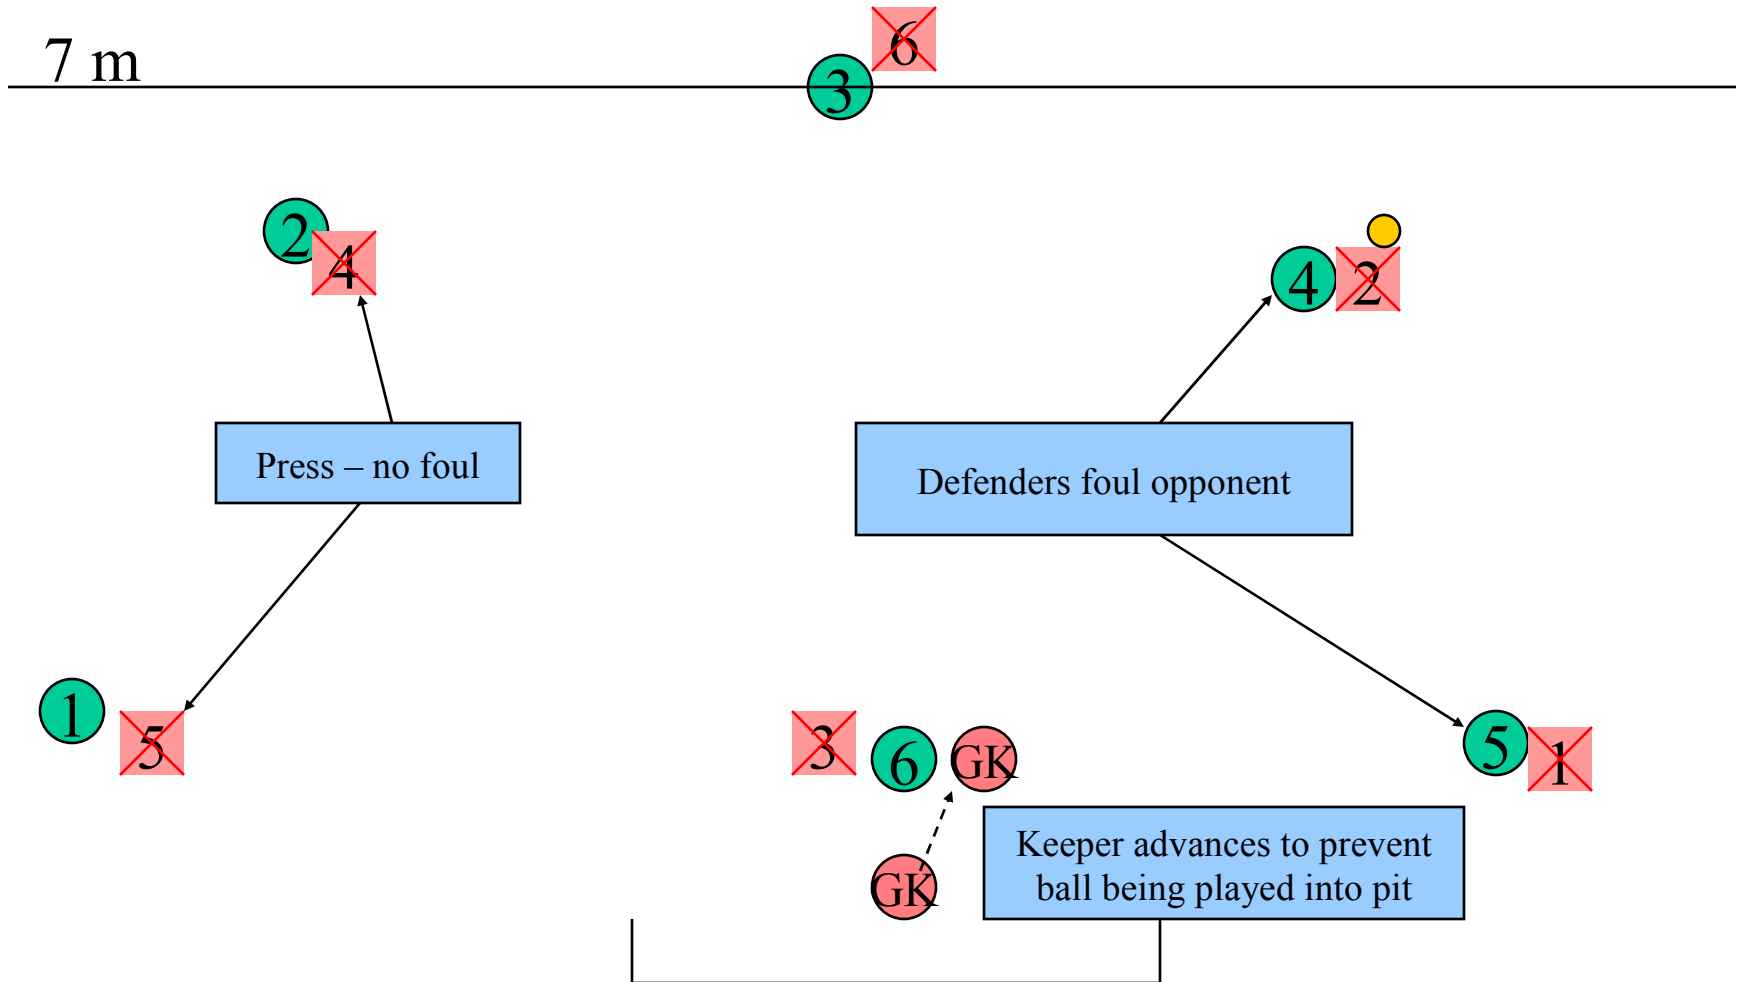 6
7 m
3
2
4
4
2
Press – no foul
Defenders foul opponent
1
5
3
6
GK
5
1
Keeper advances to prevent
ball being played into pit
GK